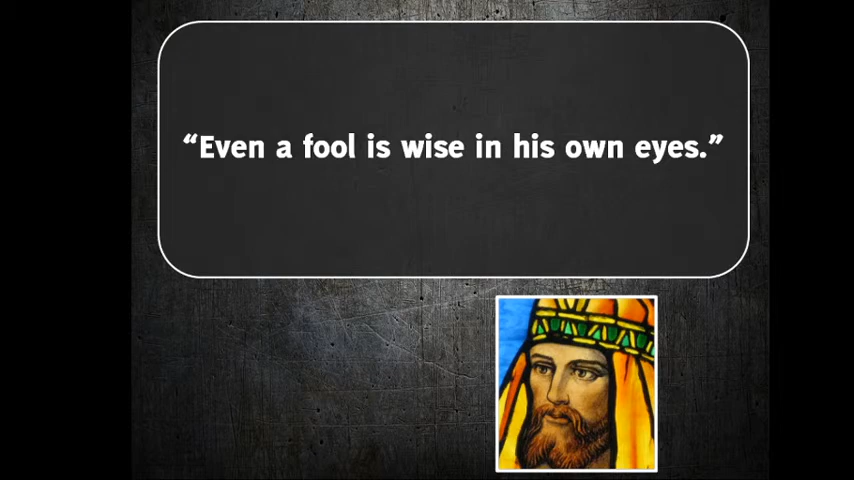 “Even a fool is wise in his own eyes.”